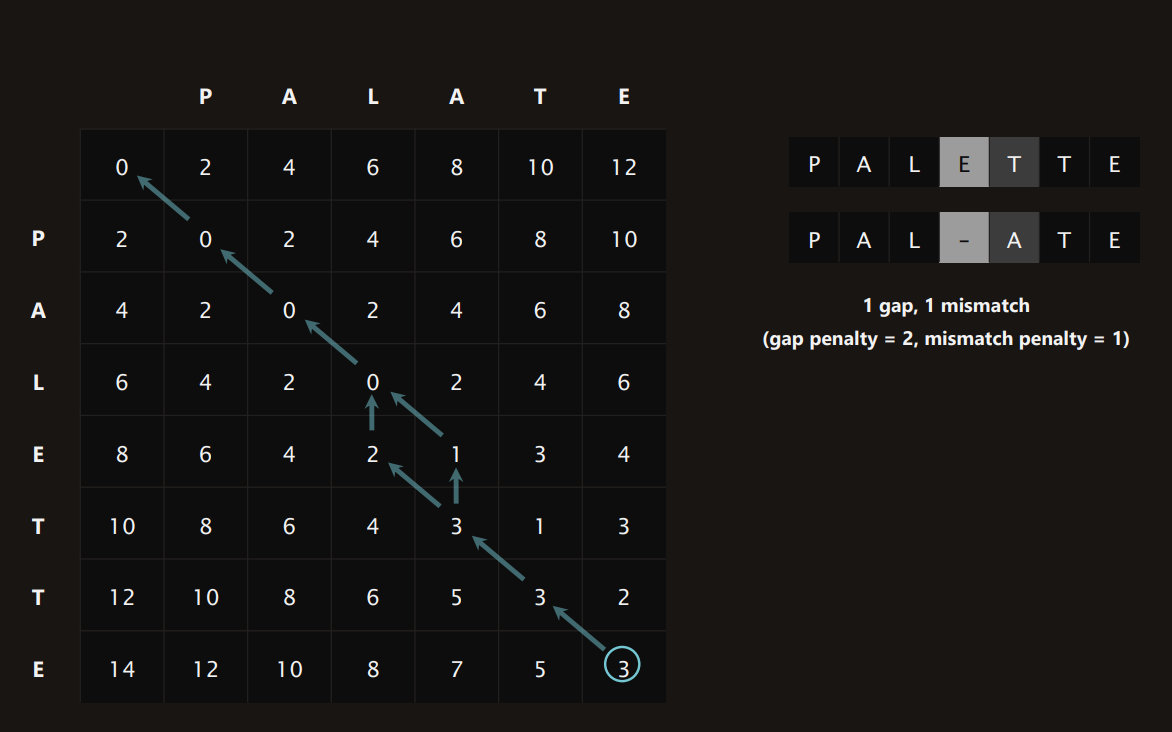 P A L A T E
0 2 4 6 8 10 12
P 2 0 2 4 6 8 10
A 4 2 0 2 4 6 8
L 6 4 2 0 2 4 6
E 8 6 4 2 1 3 4
T 10 8 6 4 3 1 3
T 12 10 8 6 5 3 2
E 14 12 10 8 7 5 3
P A L E T T E
P A L – A T E
1 gap, 1 mismatch
(gap penalty = 2, mismatch penalty = 1)